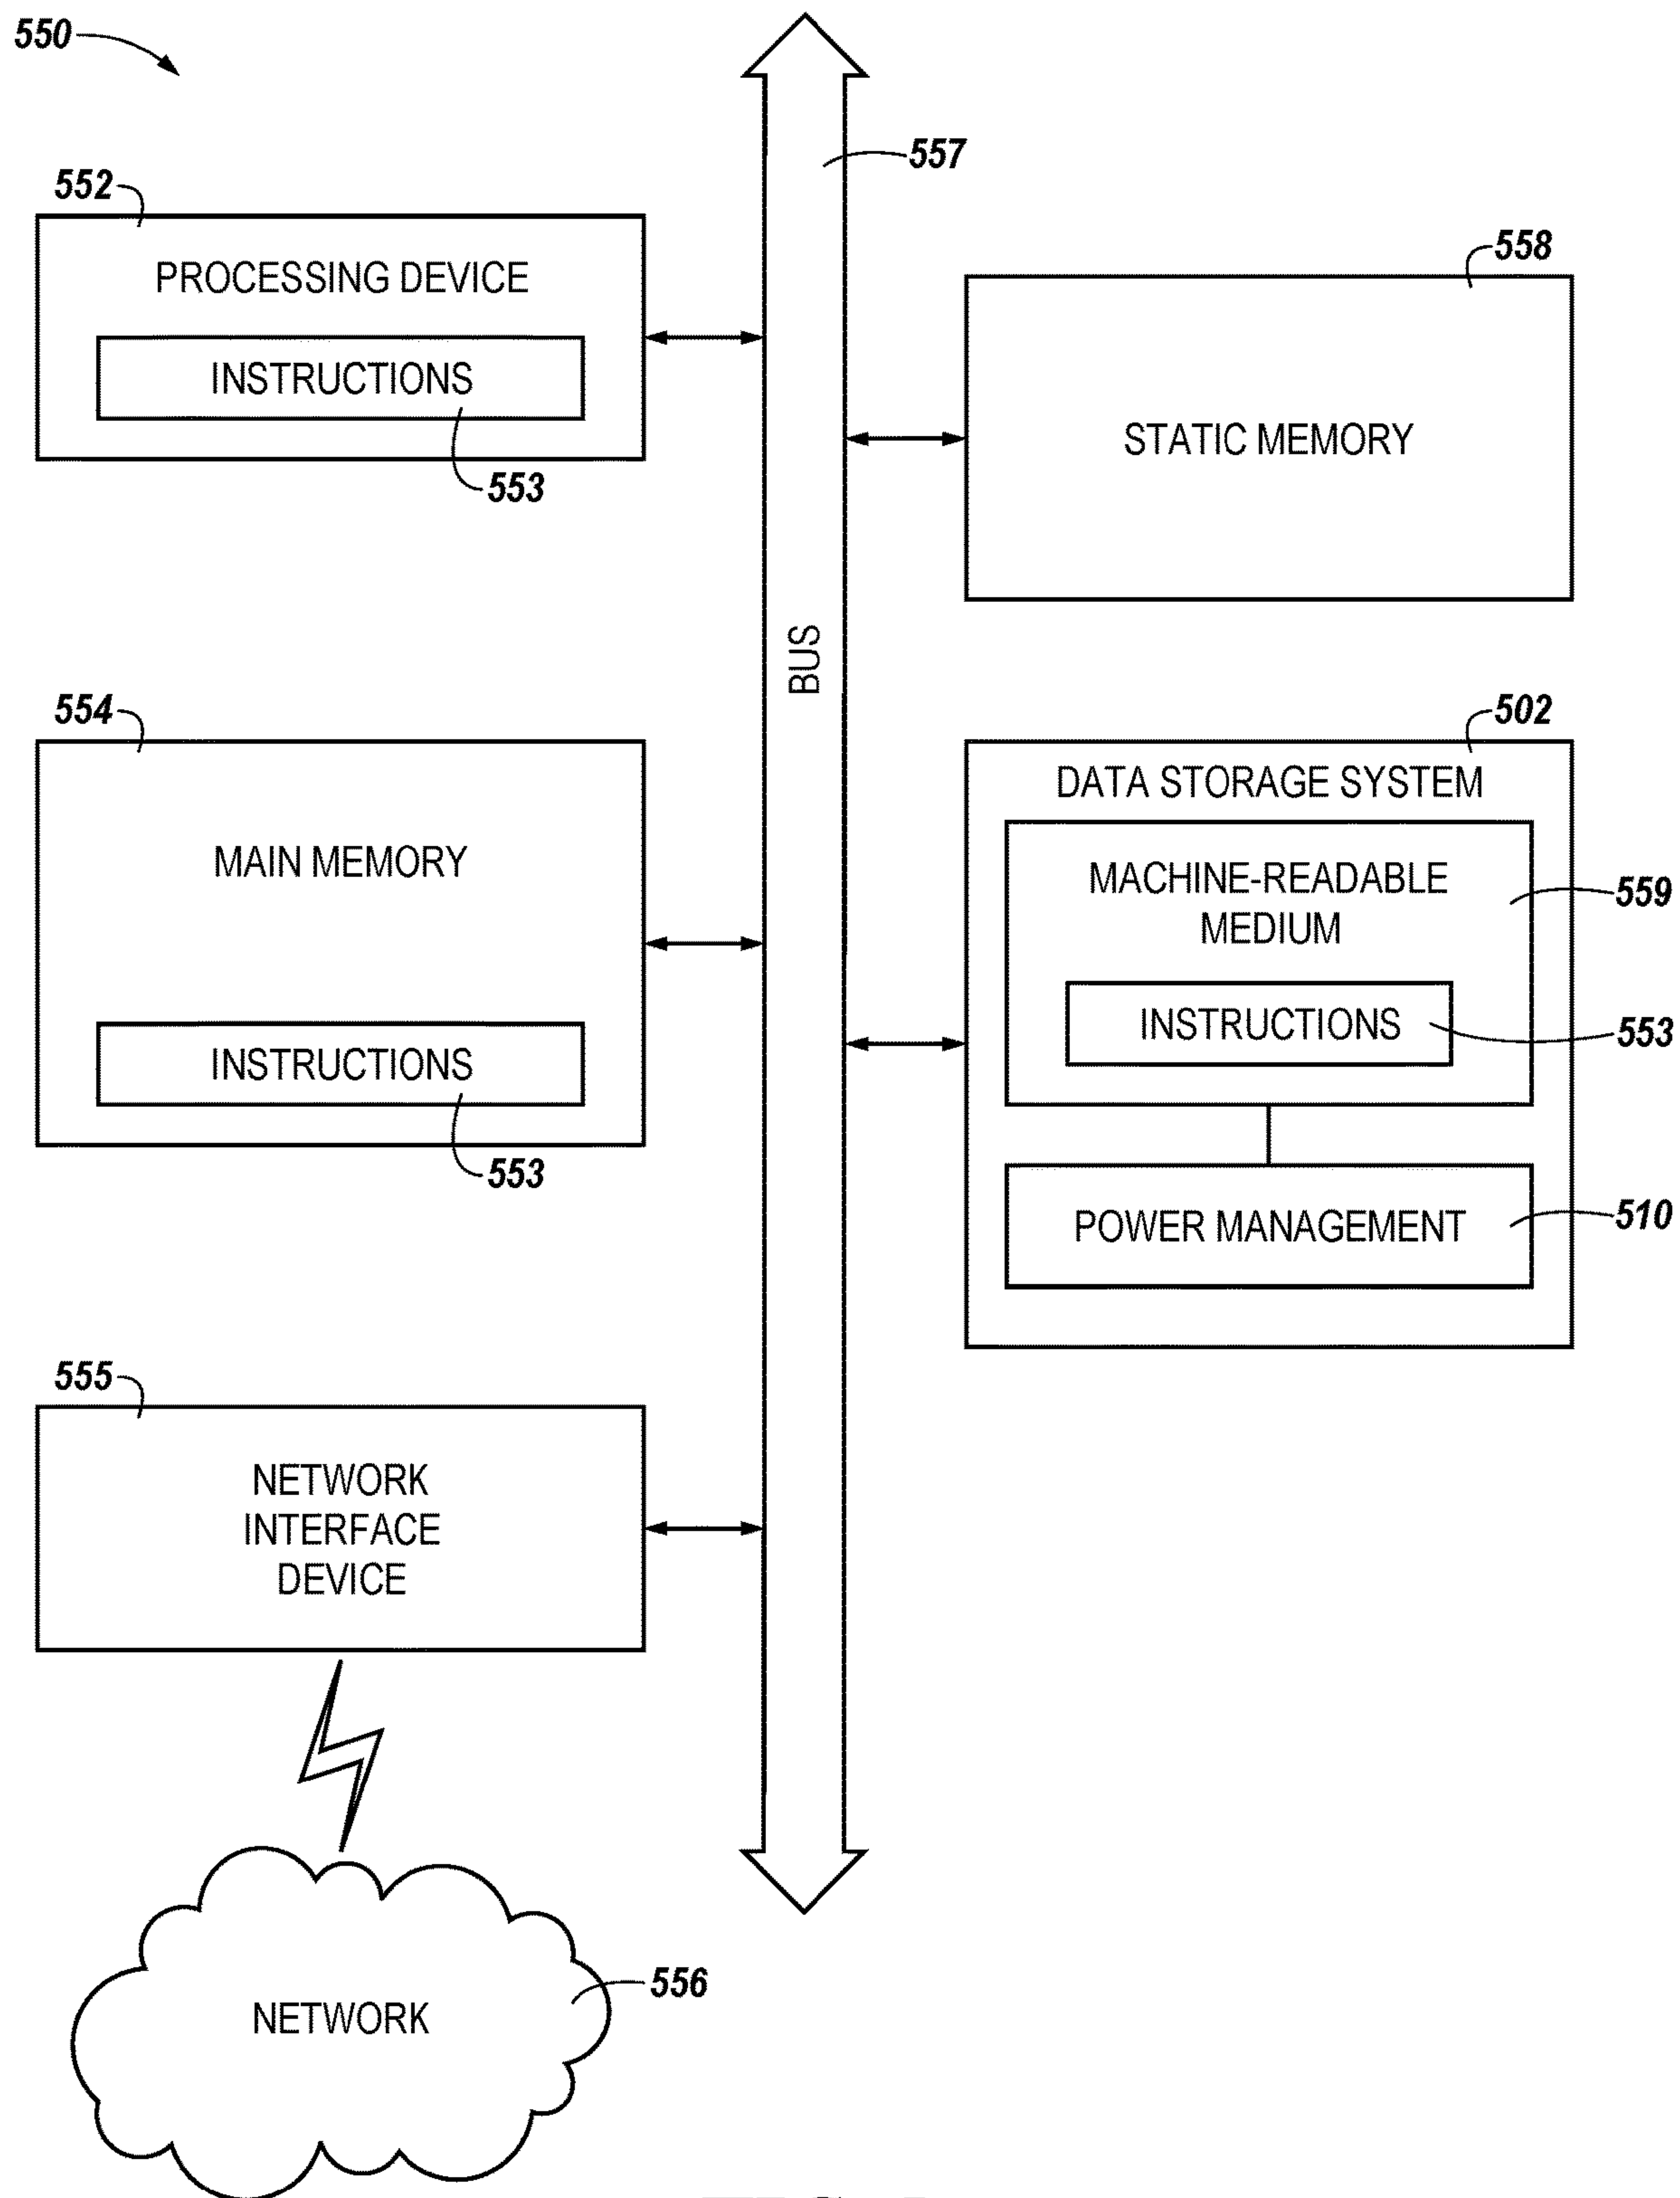 550
557
552
PROCESSING DEVICE
INSTRUCTIONS
553
558
STATIC MEMORY
BUS
554
MAIN MEMORY
INSTRUCTIONS
553
502
DATA STORAGE SYSTEM
MACHINE-READABLE
MEDIUM
559
INSTRUCTIONS
553
POWER MANAGEMENT
510
555
NETWORK
INTERFACE
DEVICE
NETWORK
556